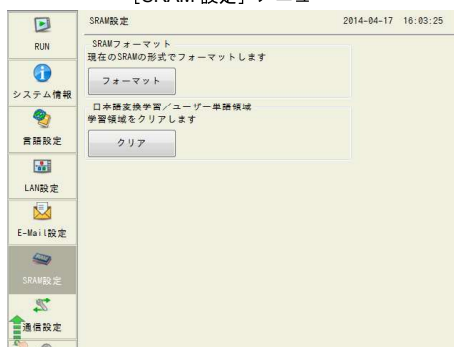 [SRAM 設定] メニュー
SRAM設定 2014-04-17 16:03:25
RUN
システム情報
言語設定
LAN設定
E-Mail設定
SRAM設定
通信設定
SRAMフォーマット
現在のSRAMの形式でフォーマットします
フォーマット
日本語変換学習／ユーザー単語領域
学習領域をクリアします
クリア